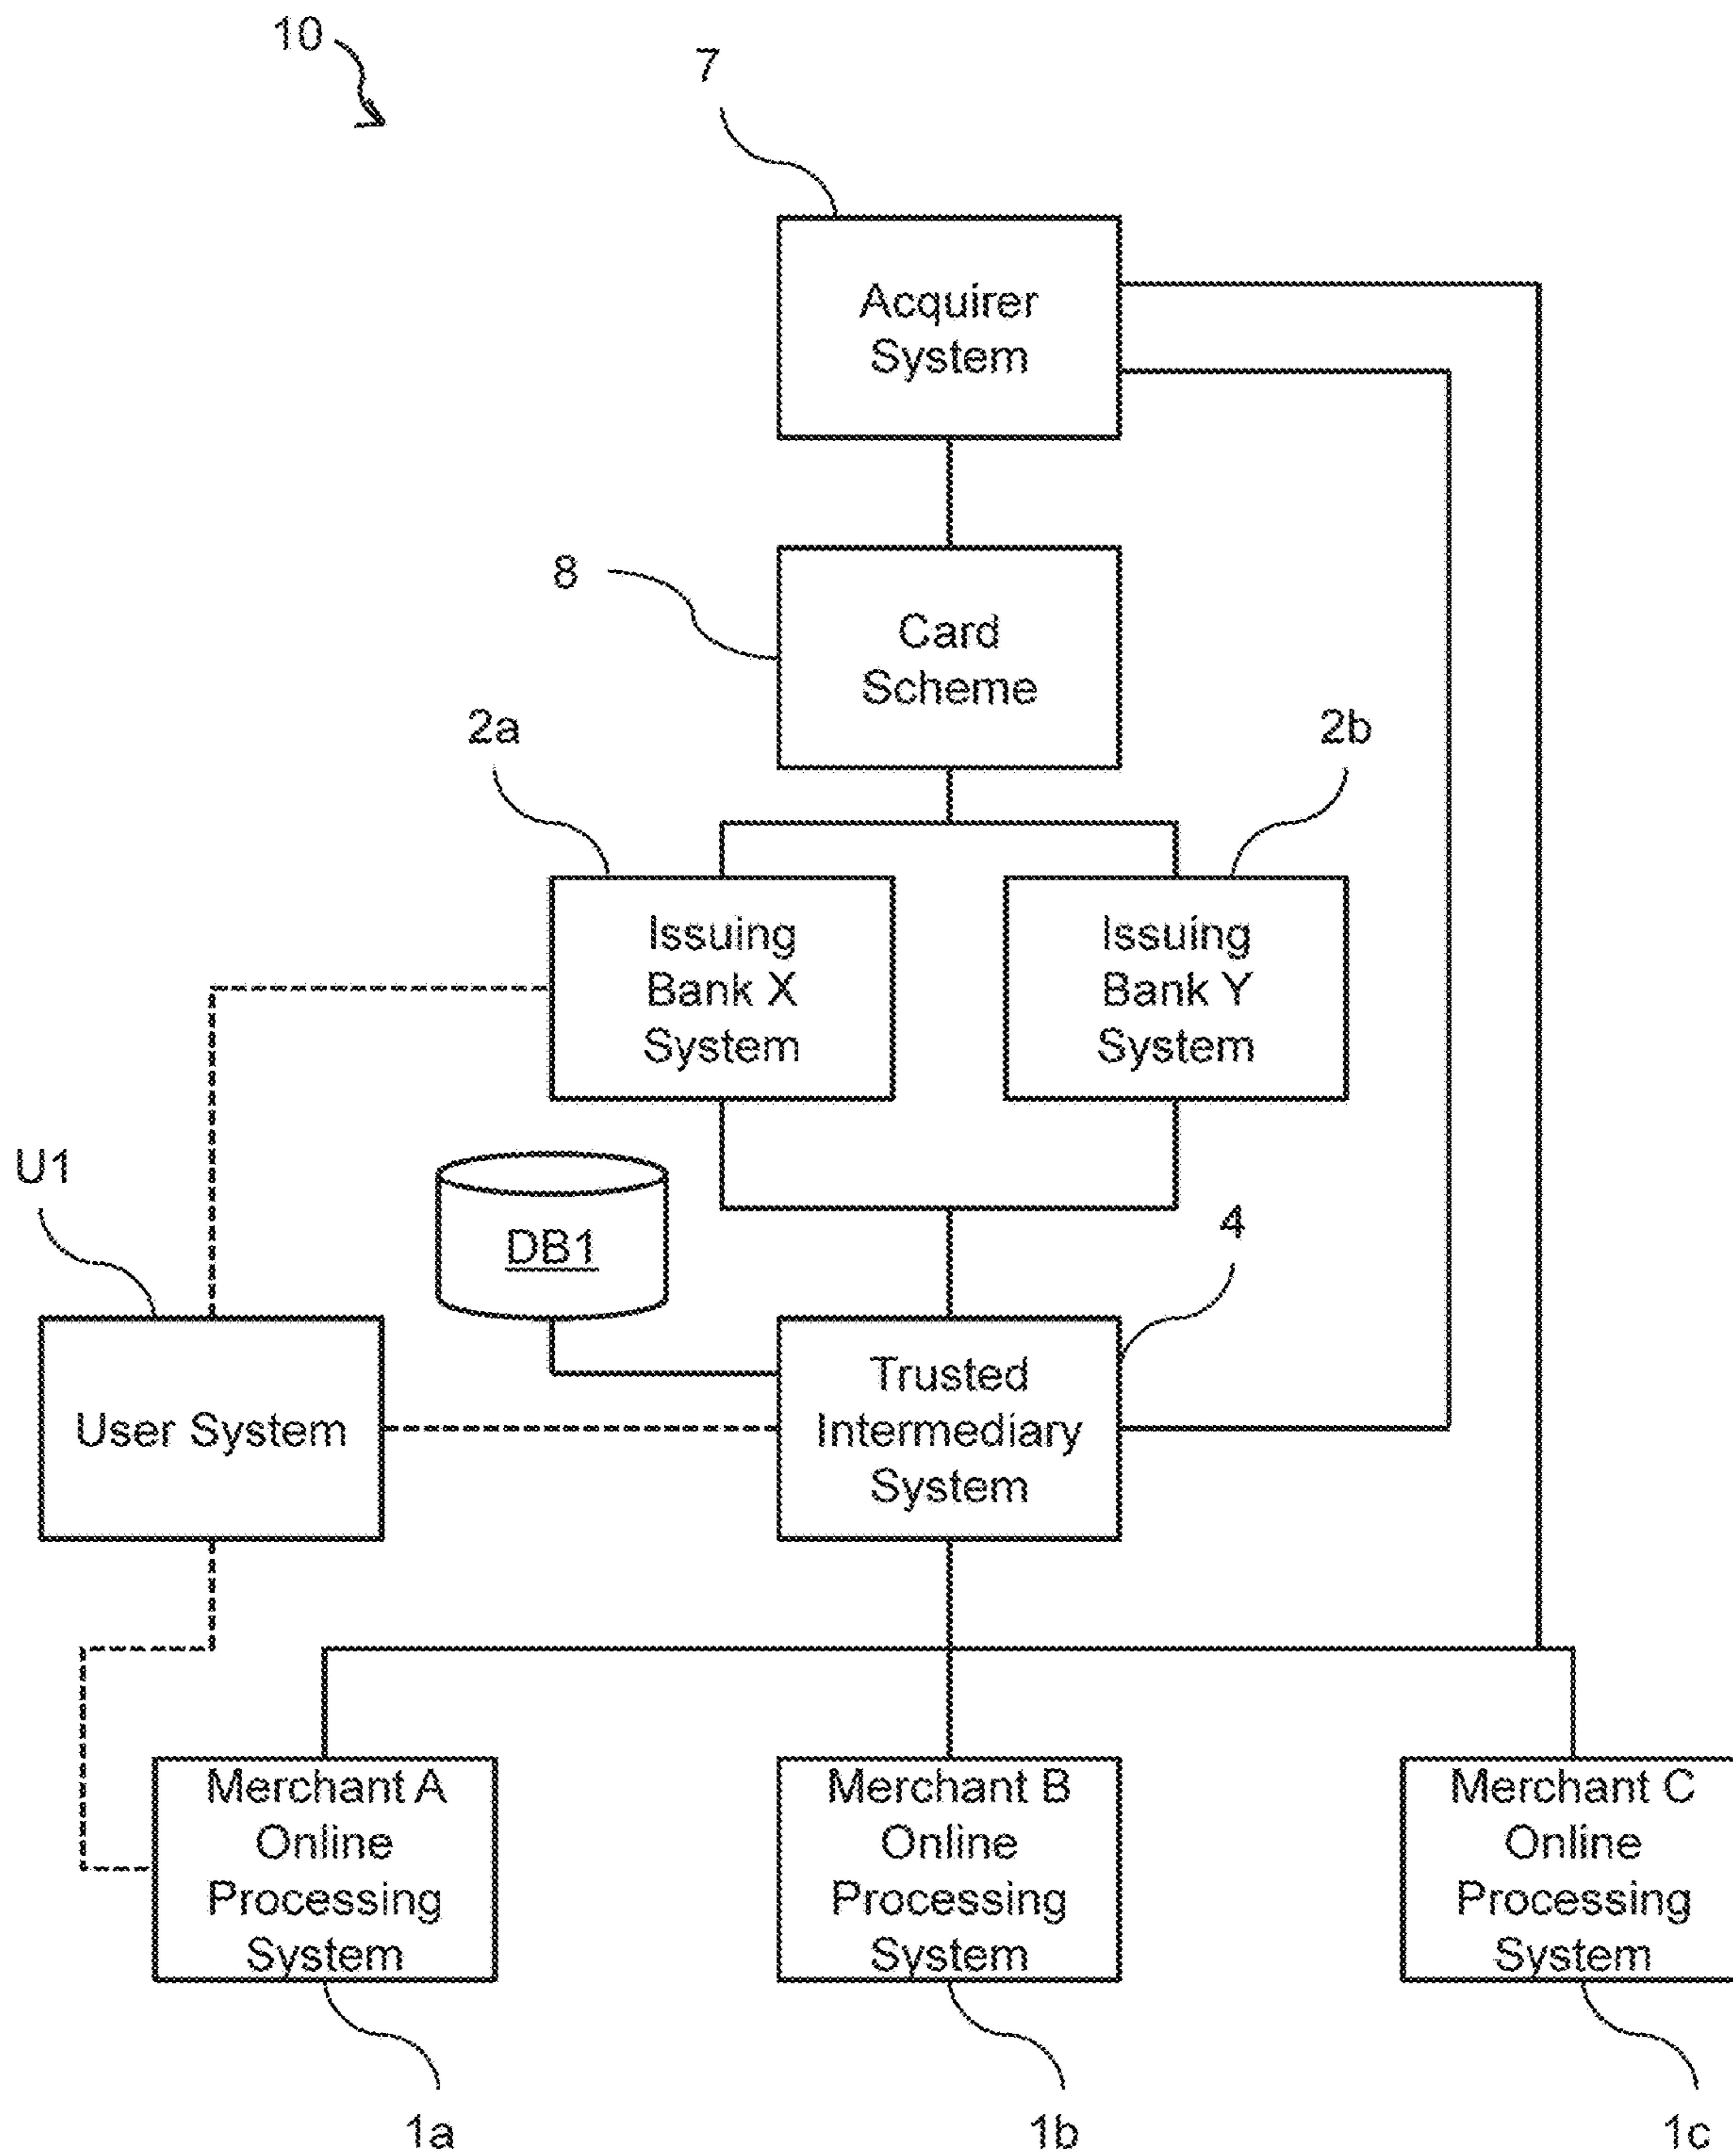 10
7
Acquirer
System
8
Card
Scheme
2a
2b
Issuing
Bank X
System
Issuing
Bank Y
System
U1
DB1
4
User System
Trusted
Intermediary
System
Merchant A
Online
Processing
System
Merchant B
Online
Processing
System
Merchant C
Online
Processing
System
1a
1b
1c